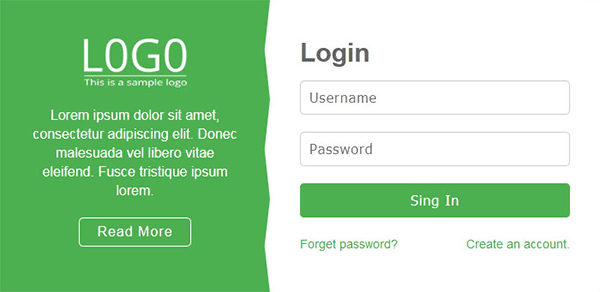 LOGO
This is a sample logo
Lorem ipsum dolor sit amet,
consectetur adipiscing elit. Donec
malesuada vel libero vitae
eleifend. Fusce tristique ipsum
lorem.
Read More
Login
Username
Password
Sing In
Forget password?
Create an account.